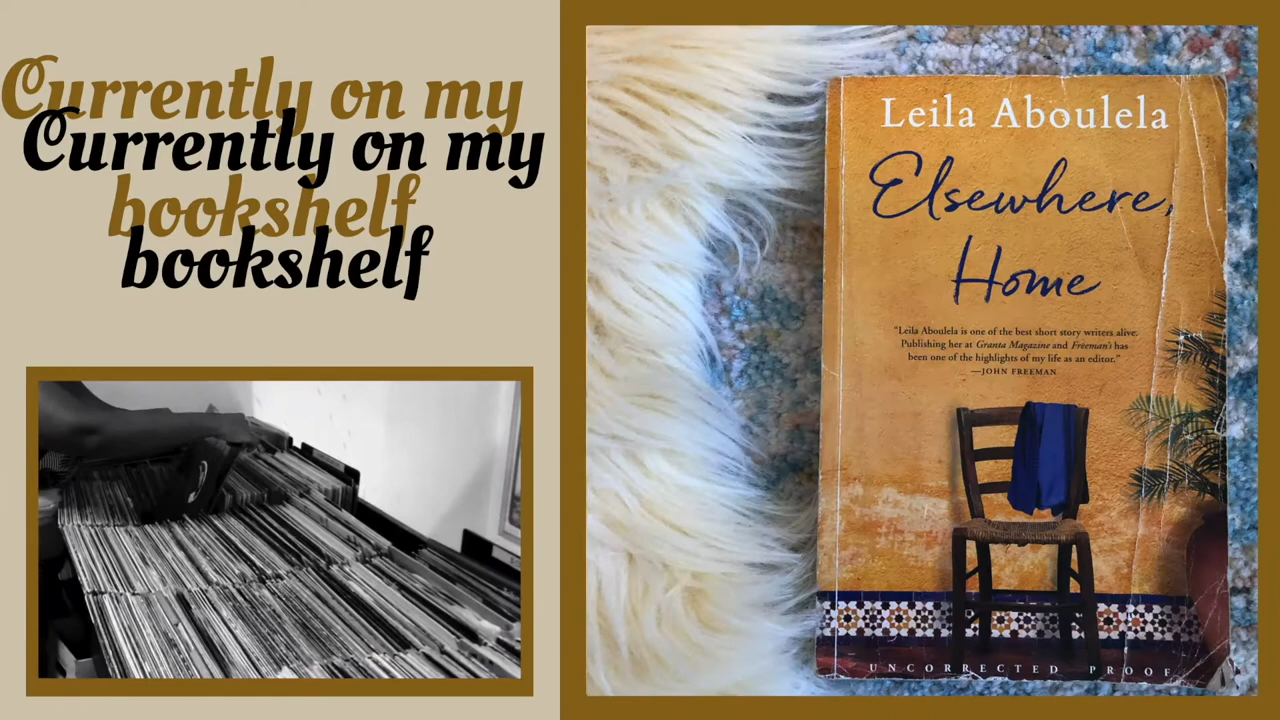 Currently on my
Currently on my
bookshelf
bookshelf
Leila Aboulela
Elsewhere,
Home
"Leila Aboulela is one of the best short story writers alive.
Publishing her at Granta Magazine and Freeman's has
been one of the highlights of my life as an editor."
—JOHN FREEMAN
UNCORRECTED PROOF